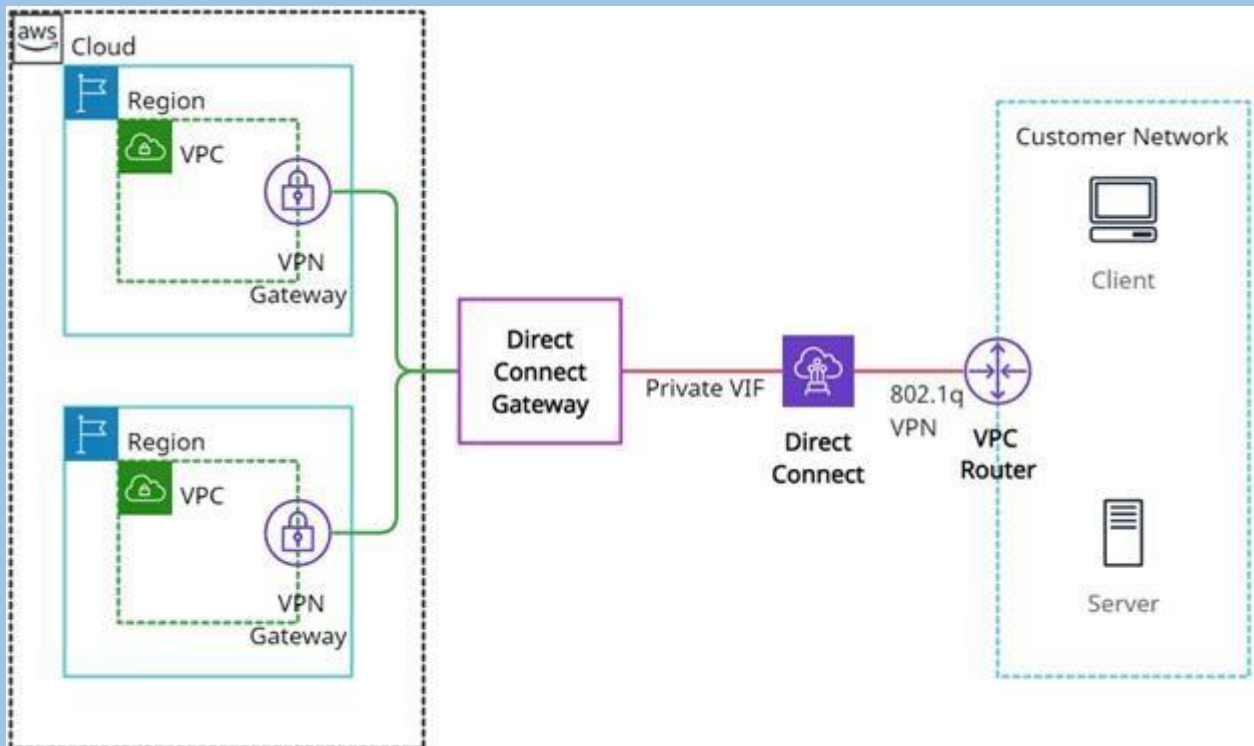 aws
Cloud
Region
VPC
VPN
Gateway
Region
VPC
VPN
Gateway
Direct
Connect
Gateway
Private VIF
Direct
Connect
802.1q
VPN
VPC
Router
Customer Network
Client
Server